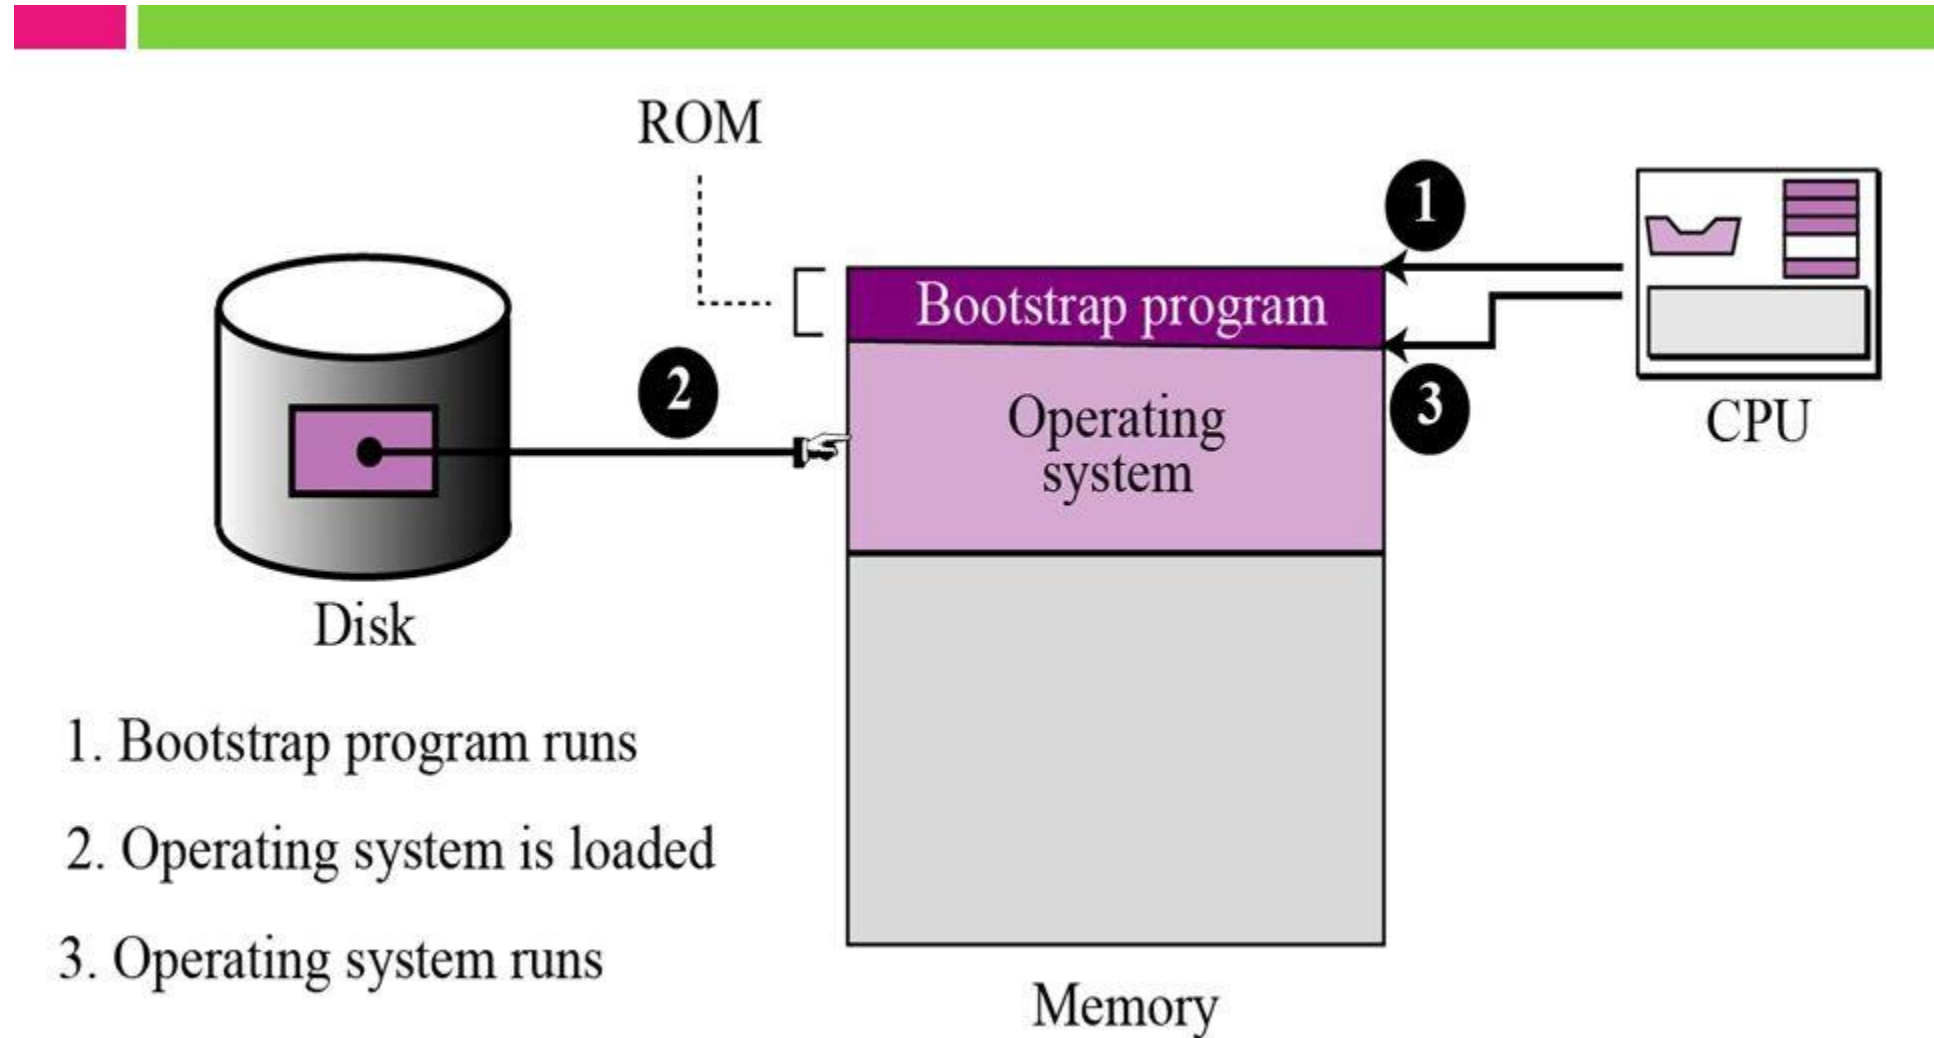 ROM
1
Bootstrap program
2
Operating
system
3
CPU
Disk
1. Bootstrap program runs
2. Operating system is loaded
3. Operating system runs
Memory